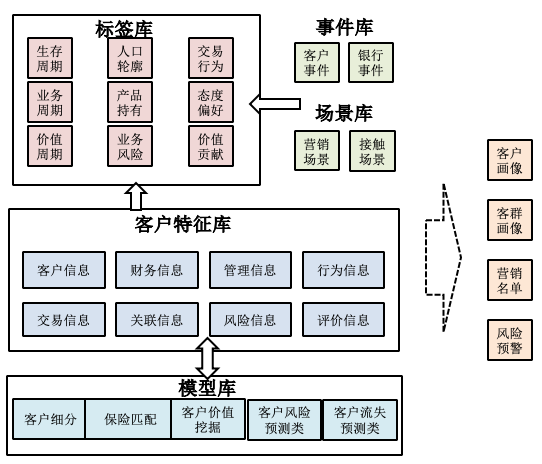 标签库
生存
周期
人口
轮廓
交易
行为
业务
周期
产品
持有
态度
偏好
价值
周期
业务
风险
价值
贡献
事件库
客户
事件
银行
事件
场景库
营销
场景
接触
场景
客户特征库
客户信息
财务信息
管理信息
行为信息
交易信息
关联信息
风险信息
评价信息
模型库
客户细分
保险匹配
客户价值
挖掘
客户风险
预测类
客户流失
预测类
客户
画像
客群
画像
营销
名单
风险
预警